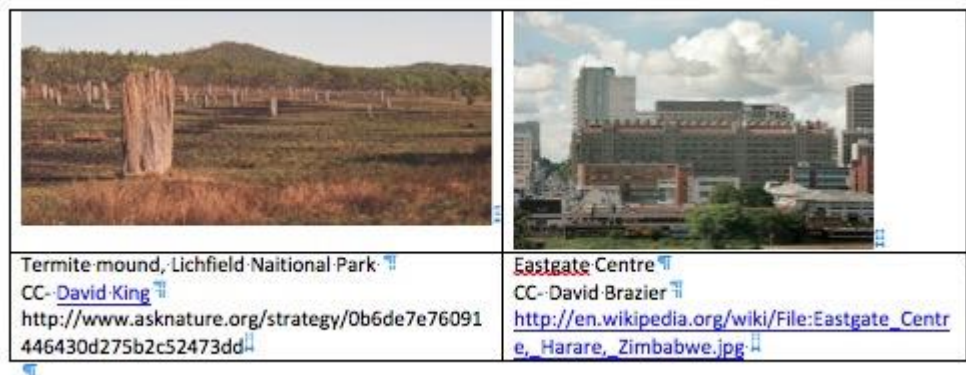 Termite mound, Lichfield Naitional Park ¶
CC- David King ¶
http://www.asknature.org/strategy/0b6de7e76091
446430d275b2c52473dd
Eastgate Centre ¶
CC- David Brazier ¶
http://en.wikipedia.org/wiki/File:Eastgate_Centr
e,_Harare,_Zimbabwe.jpg
¶